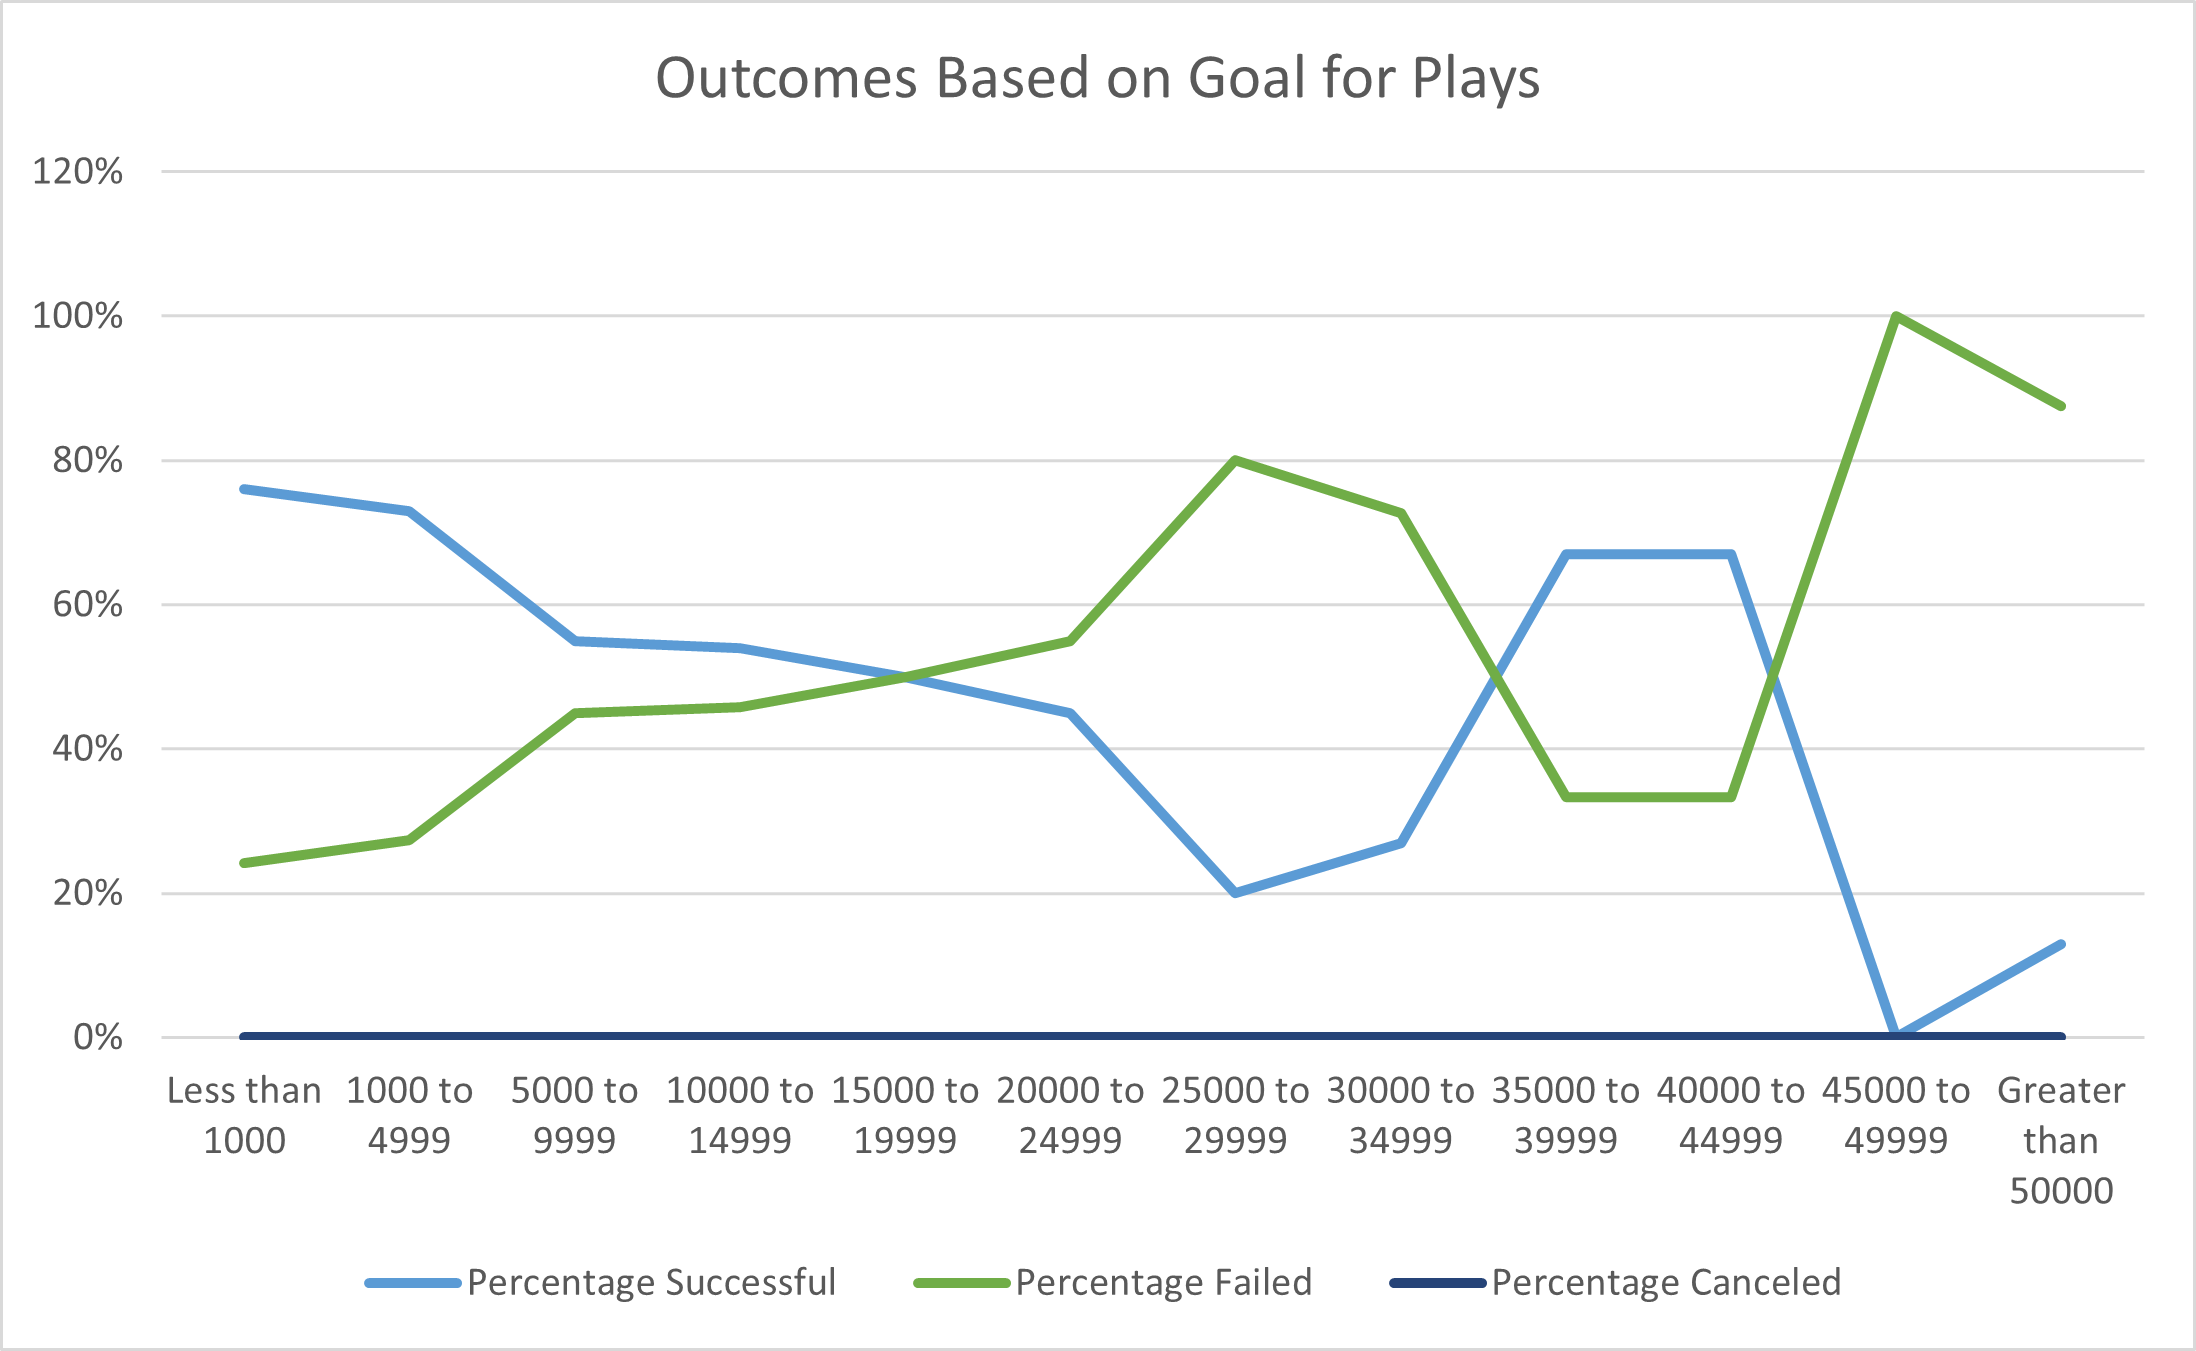 Outcomes Based on Goal for Plays
120%
100%
80%
60%
40%
20%
0%
Less than 1000 to 5000 to 10000 to 15000 to 20000 to 25000 to 30000 to 35000 to 40000 to 45000 to Greater
1000 4999 9999 14999 19999 24999 29999 34999 39999 44999 49999 than
50000
Percentage Successful Percentage Failed Percentage Canceled